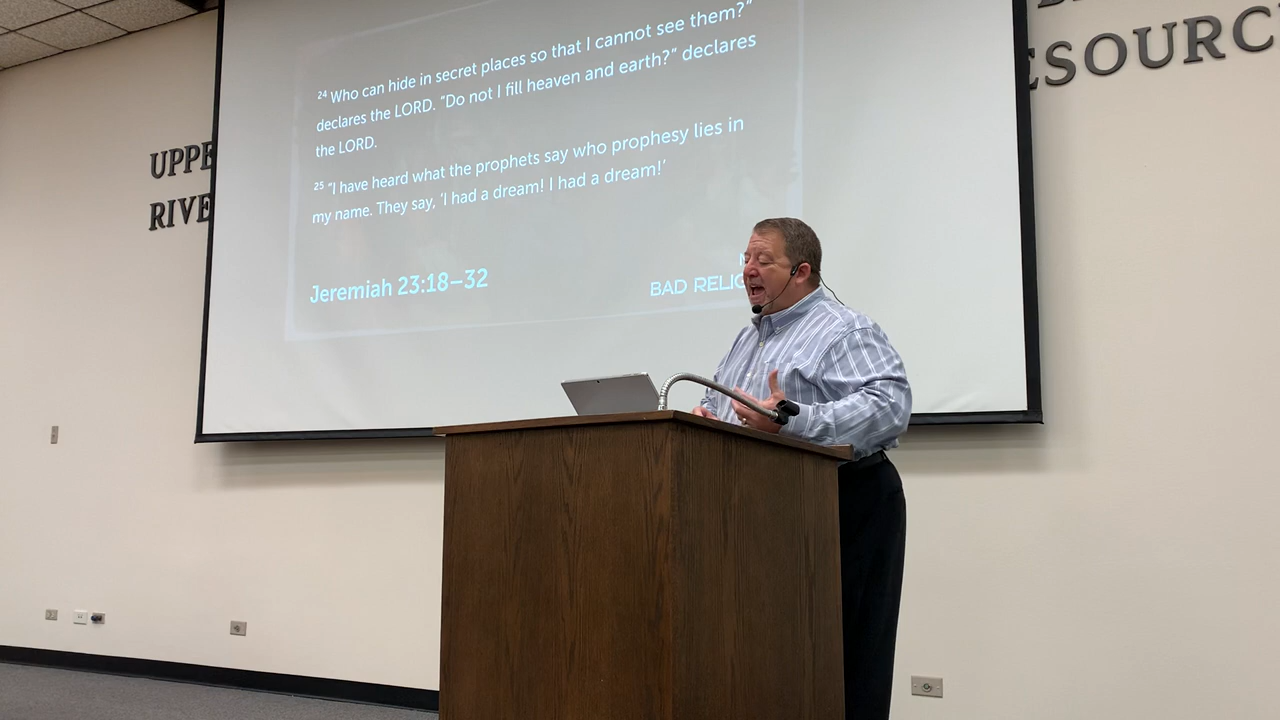 24 Who can hide in secret places so that I cannot see them?”
declares the LORD. “Do not I fill heaven and earth?” declares
the LORD.
25 “I have heard what the prophets say who prophesy lies in
my name. They say, ‘I had a dream! I had a dream!’
Jeremiah 23:18–32
BAD RELIG
UPPE
RIVE
ESOURC